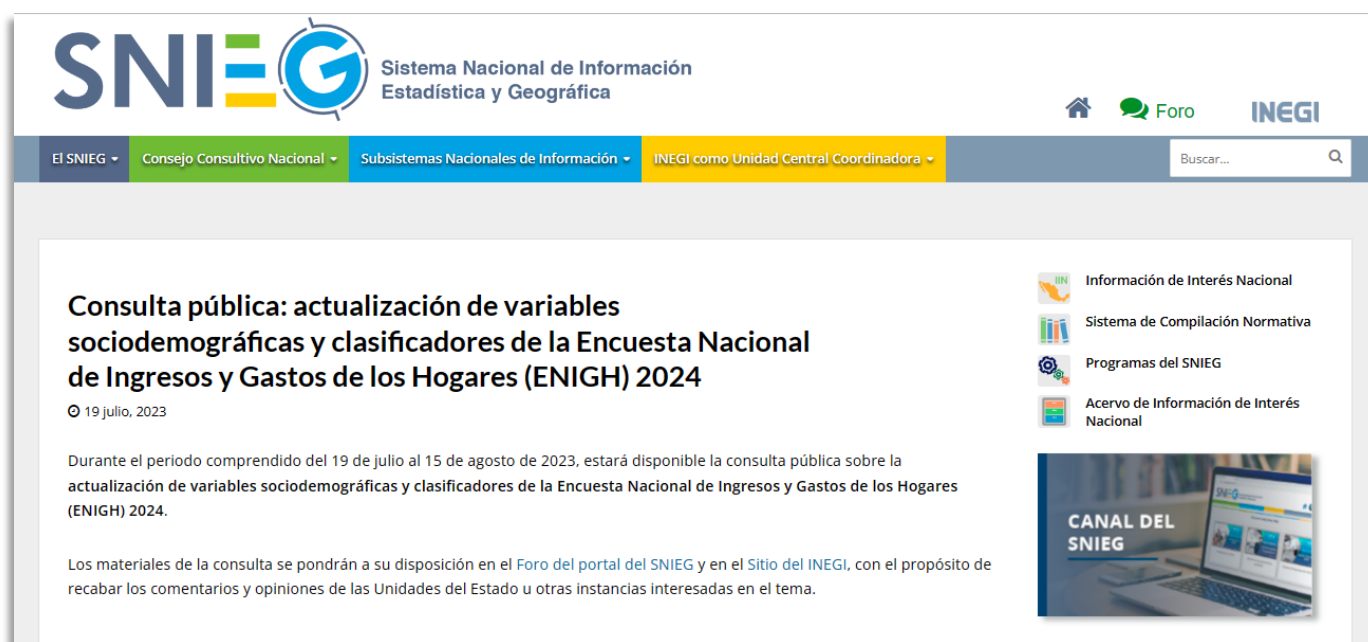 SNIEG
Sistema Nacional de Información
Estadística y Geográfica
Foro
INEGI
El SNIEG
Consejo Consultivo Nacional
Subsistemas Nacionales de Información
INEGI como Unidad Central Coordinadora
Buscar...
Consulta pública: actualización de variables
sociodemográficas y clasificadores de la Encuesta Nacional
de Ingresos y Gastos de los Hogares (ENIGH) 2024
19 julio, 2023
Durante el periodo comprendido del 19 de julio al 15 de agosto de 2023, estará disponible la consulta pública sobre la
actualización de variables sociodemográficas y clasificadores de la Encuesta Nacional de Ingresos y Gastos de los Hogares
(ENIGH) 2024.
Los materiales de la consulta se pondrán a su disposición en el Foro del portal del SNIEG y en el Sitio del INEGI, con el propósito de
recabar los comentarios y opiniones de las Unidades del Estado u otras instancias interesadas en el tema.
IIN
Información de Interés Nacional
Sistema de Compilación Normativa
Programas del SNIEG
Acervo de Información de Interés
Nacional
CANAL DEL
SNIEG
SNIEG